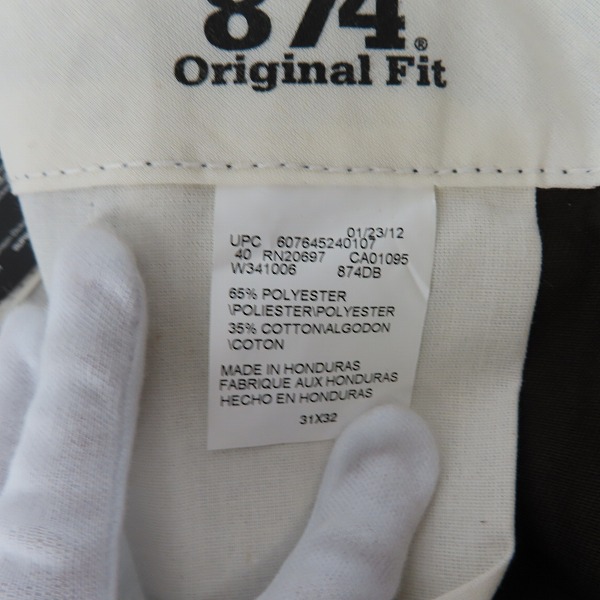 874®
Original Fit
01/23/12
UPC 607645240107
40 RN20697 CA01095
W341006 874DB
65% POLYESTER
\POLIESTER\POLYESTER
35% COTTON\ALGODON
\COTON
MADE IN HONDURAS
FABRIQUE AUX HONDURAS
HECHO EN HONDURAS
31X32